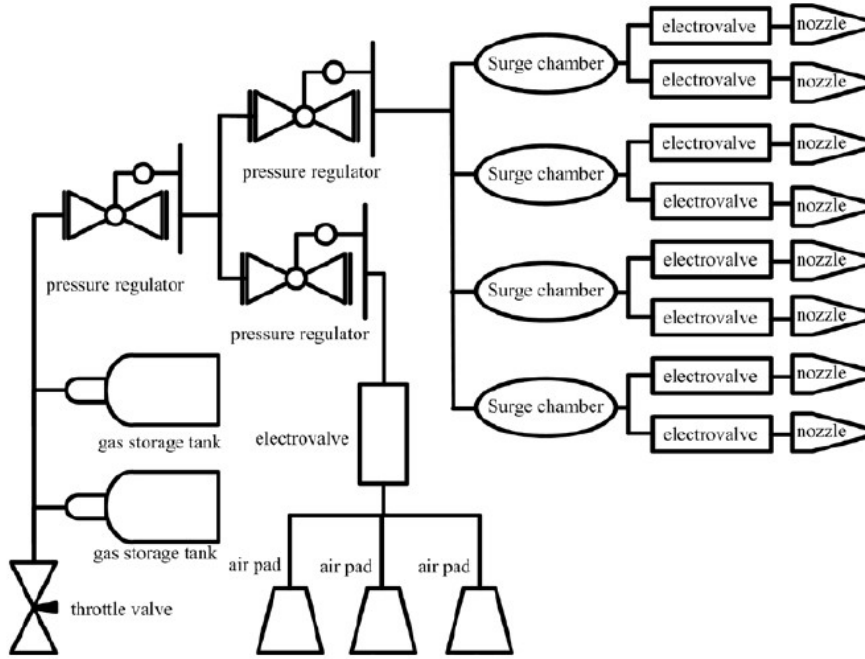 electrovalve nozzle
Surge chamber
electrovalve nozzle
pressure regulator
electrovalve nozzle
Surge chamber
electrovalve nozzle
pressure regulator
electrovalve nozzle
Surge chamber
pressure regulator
electrovalve nozzle
electrovalve nozzle
Surge chamber
gas storage tank
electrovalve
electrovalve nozzle
gas storage tank
air pad air pad air pad
throttle valve